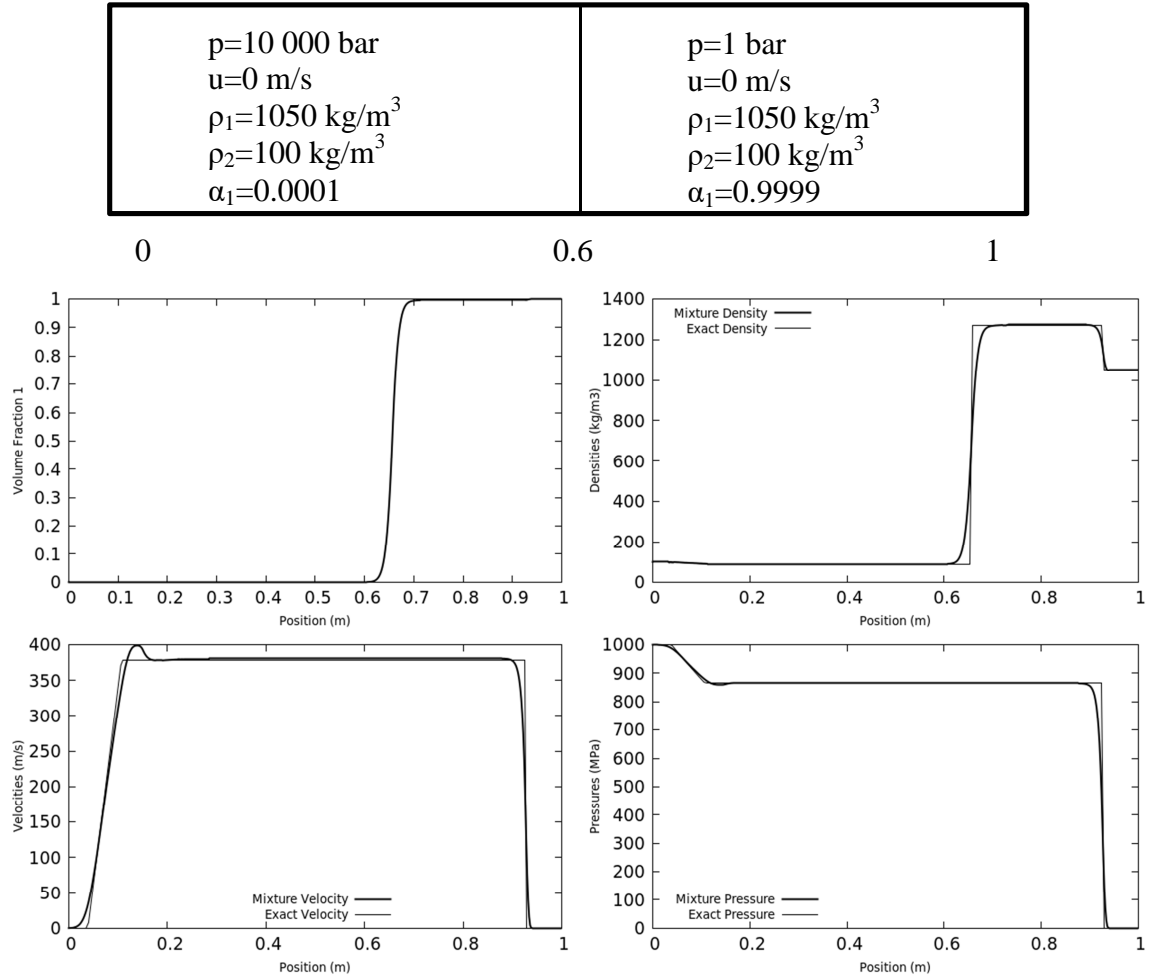 p=10 000 bar
u=0 m/s
ρ₁=1050 kg/m³
ρ₂=100 kg/m³
α₁=0.0001
p=1 bar
u=0 m/s
ρ₁=1050 kg/m³
ρ₂=100 kg/m³
α₁=0.9999
0 0.6 1
Volume Fraction 1
1
0.9
0.8
0.7
0.6
0.5
0.4
0.3
0.2
0.1
0
0 0.1 0.2 0.3 0.4 0.5 0.6 0.7 0.8 0.9 1
Position (m)
Densities (kg/m3)
1400
1200
1000
800
600
400
200
0
Mixture Density
Exact Density
0 0.2 0.4 0.6 0.8 1
Position (m)
Velocities (m/s)
400
350
300
250
200
150
100
50
0
Mixture Velocity
Exact Velocity
0 0.2 0.4 0.6 0.8 1
Position (m)
Pressures (MPa)
1000
900
800
700
600
500
400
300
200
100
0
Mixture Pressure
Exact Pressure
0 0.2 0.4 0.6 0.8 1
Position (m)